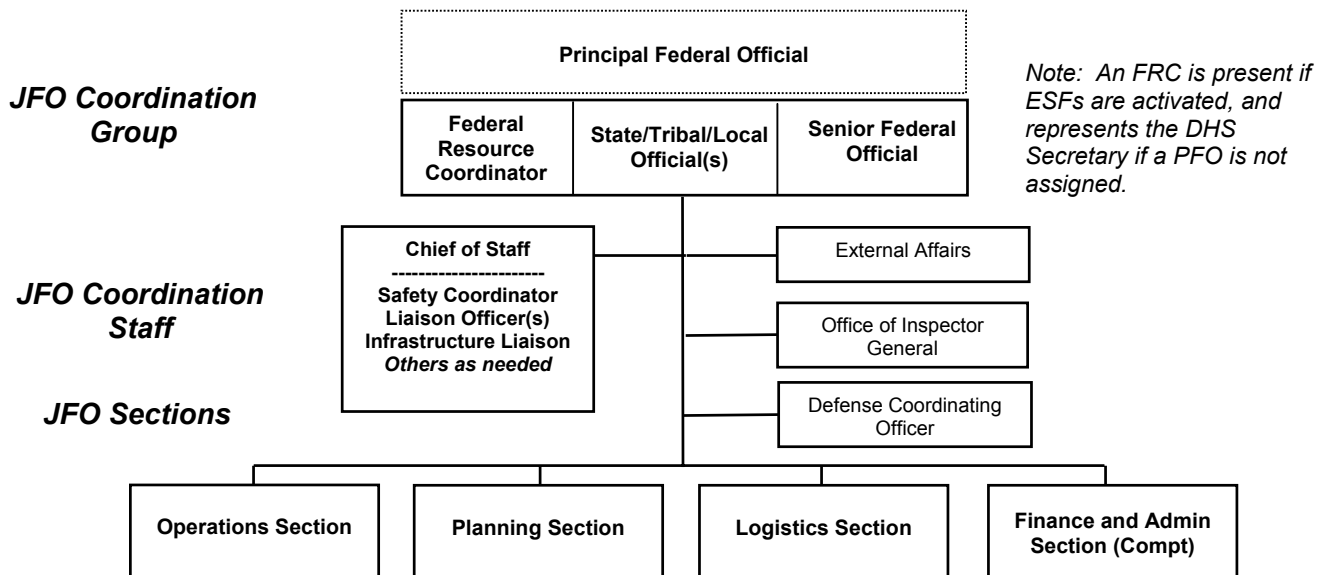 Principal Federal Official
JFO Coordination
Group
Federal
Resource
Coordinator
State/Tribal/Local
Official(s)
Senior Federal
Official
Note: An FRC is present if
ESFs are activated, and
represents the DHS
Secretary if a PFO is not
assigned.
JFO Coordination
Staff
Chief of Staff
-----------------------
Safety Coordinator
Liaison Officer(s)
Infrastructure Liaison
Others as needed
External Affairs
Office of Inspector
General
JFO Sections
Defense Coordinating
Officer
Operations Section
Planning Section
Logistics Section
Finance and Admin
Section (Compt)